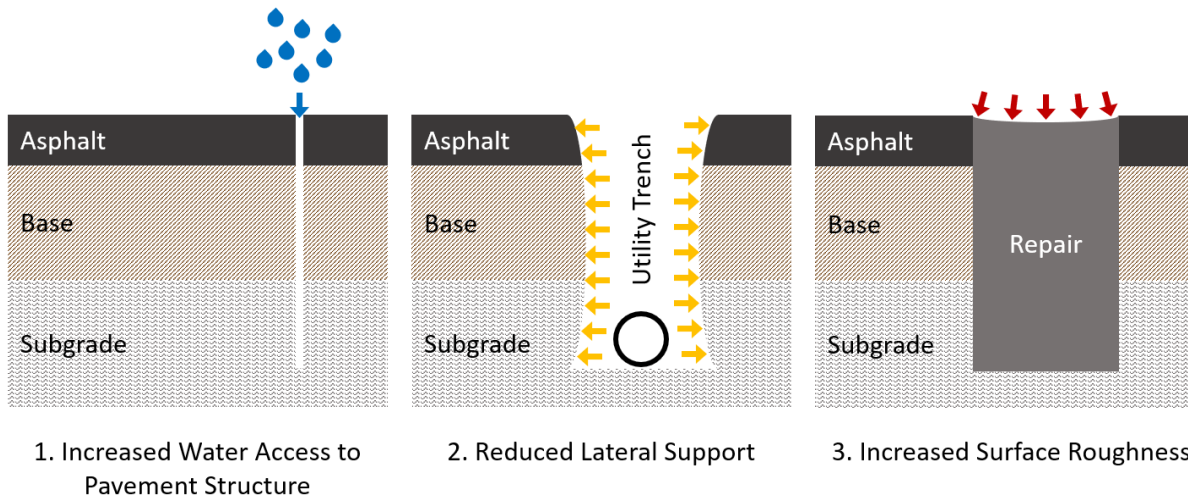 Asphalt
Base
Subgrade
1. Increased Water Access to
Pavement Structure
Asphalt
Base
Subgrade
Utility Trench
2. Reduced Lateral Support
Asphalt
Base
Subgrade
Repair
3. Increased Surface Roughness